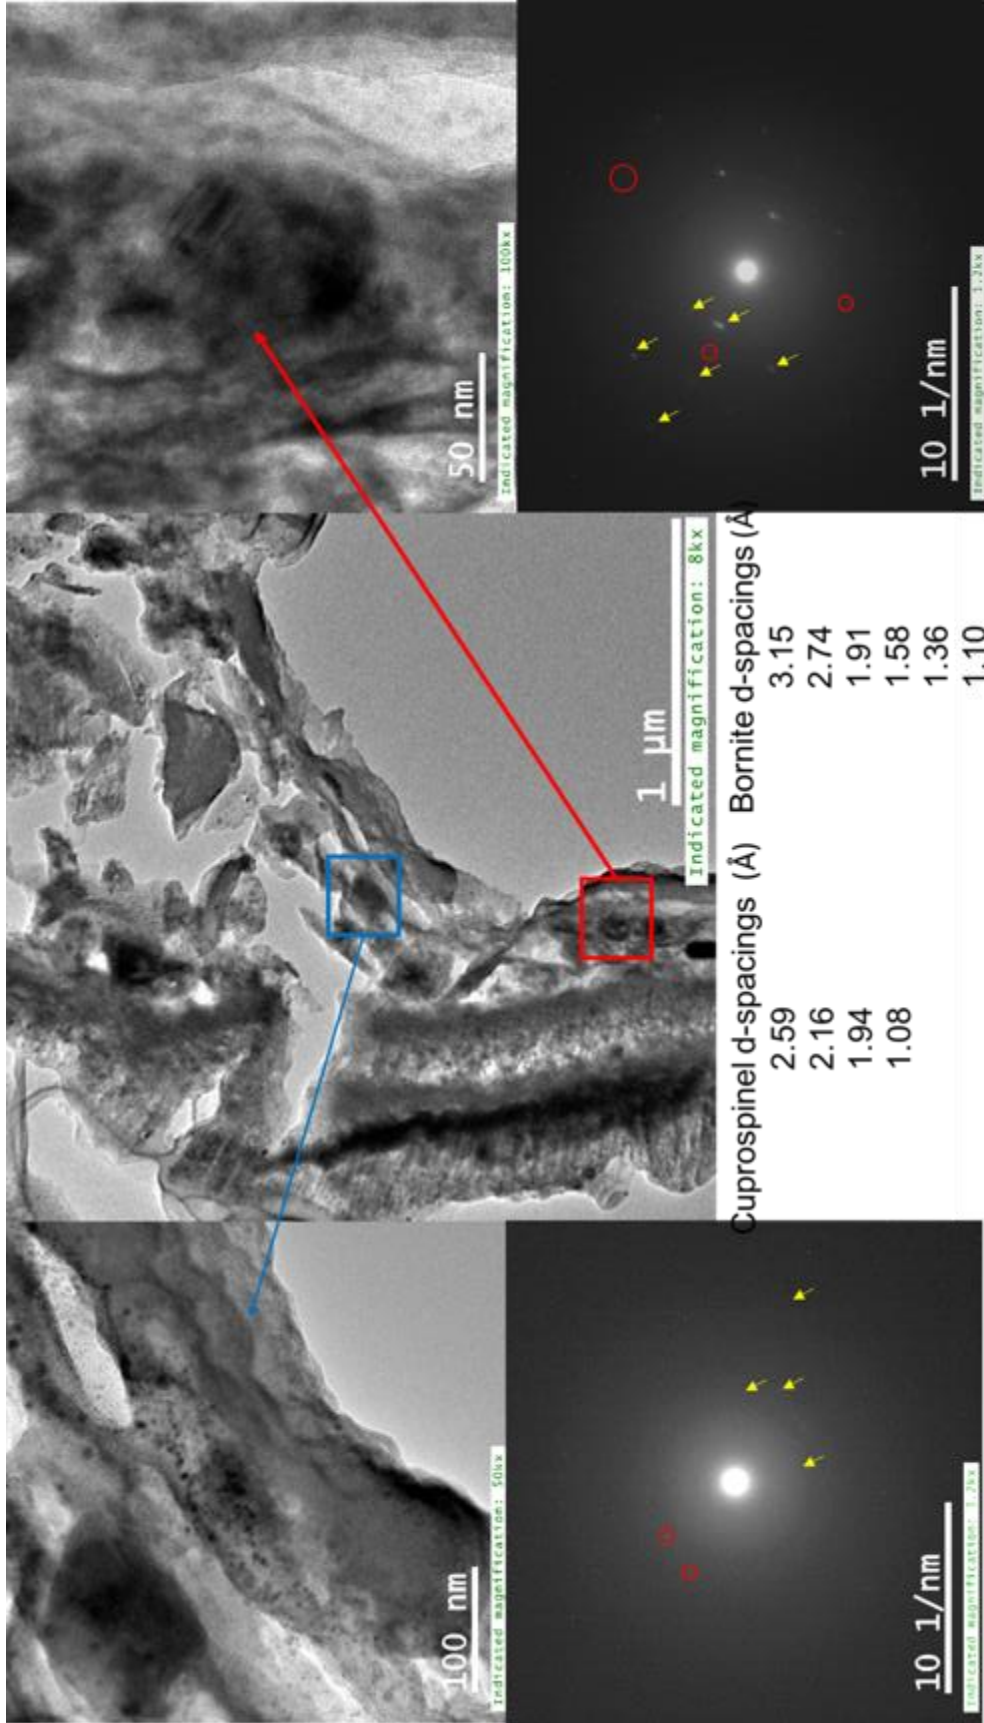 100 nm
Indicated magnification: 50kx
1 µm
Indicated magnification: 8kx
50 nm
Indicated magnification: 100kx
10 1/nm
Indicated magnification: 1.2kx
Cuprospinel d-spacings (Å) Bornite d-spacings (Å)
2.59 3.15
2.16 2.74
1.94 1.91
1.08 1.58
1.36
1.10
10 1/nm
Indicated magnification: 1.2kx